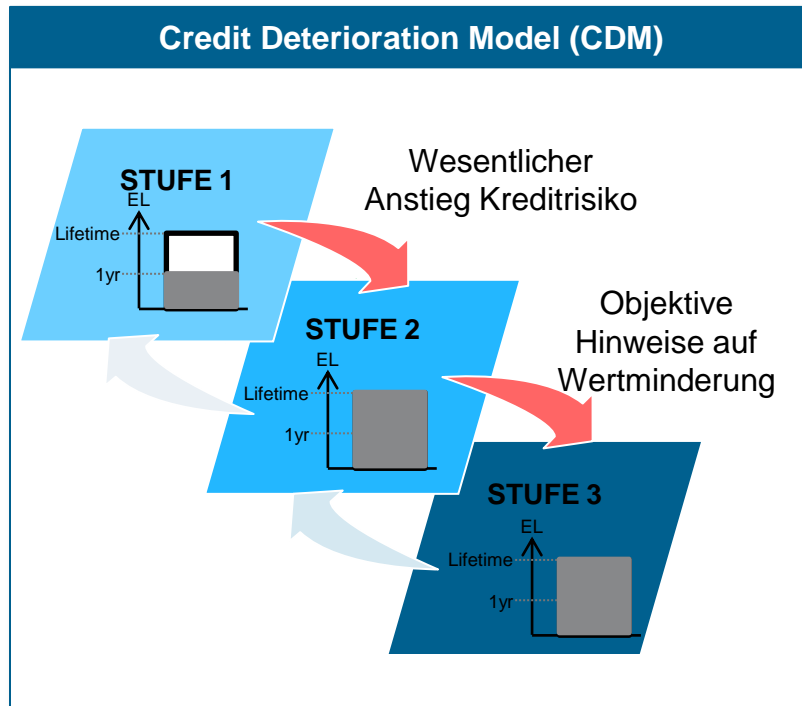 Credit Deterioration Model (CDM)
STUFE 1
EL
Lifetime
1yr
Wesentlicher
Anstieg Kreditrisiko
STUFE 2
EL
Lifetime
1yr
Objektive
Hinweise auf
Wertminderung
STUFE 3
EL
Lifetime
1yr